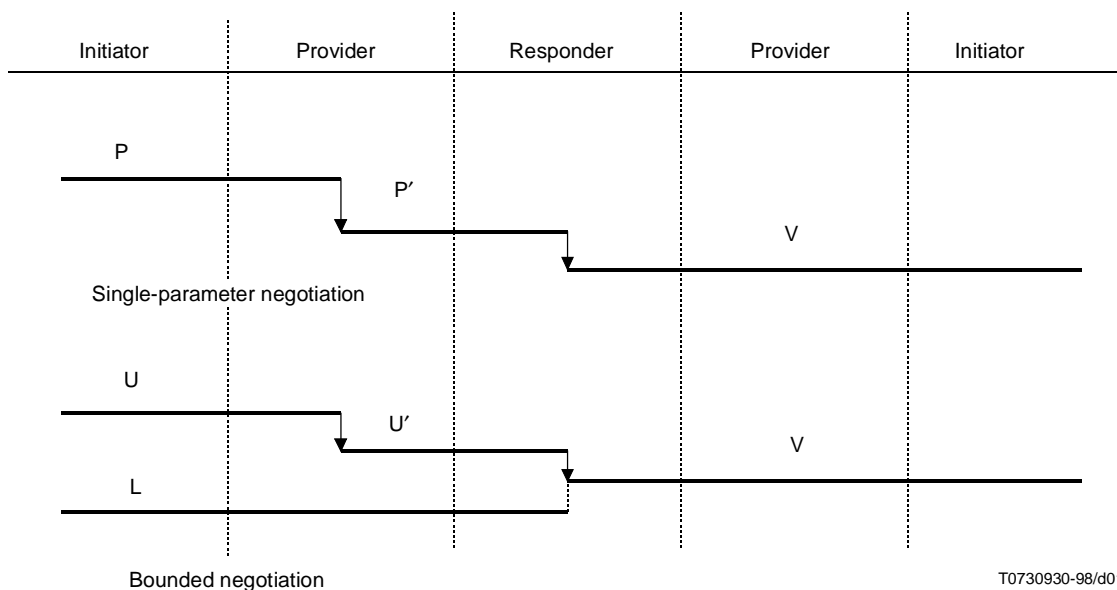 Initiator Provider Responder Provider Initiator
P
P′
V
Single-parameter negotiation
U
U′
V
L
Bounded negotiation
T0730930-98/d0